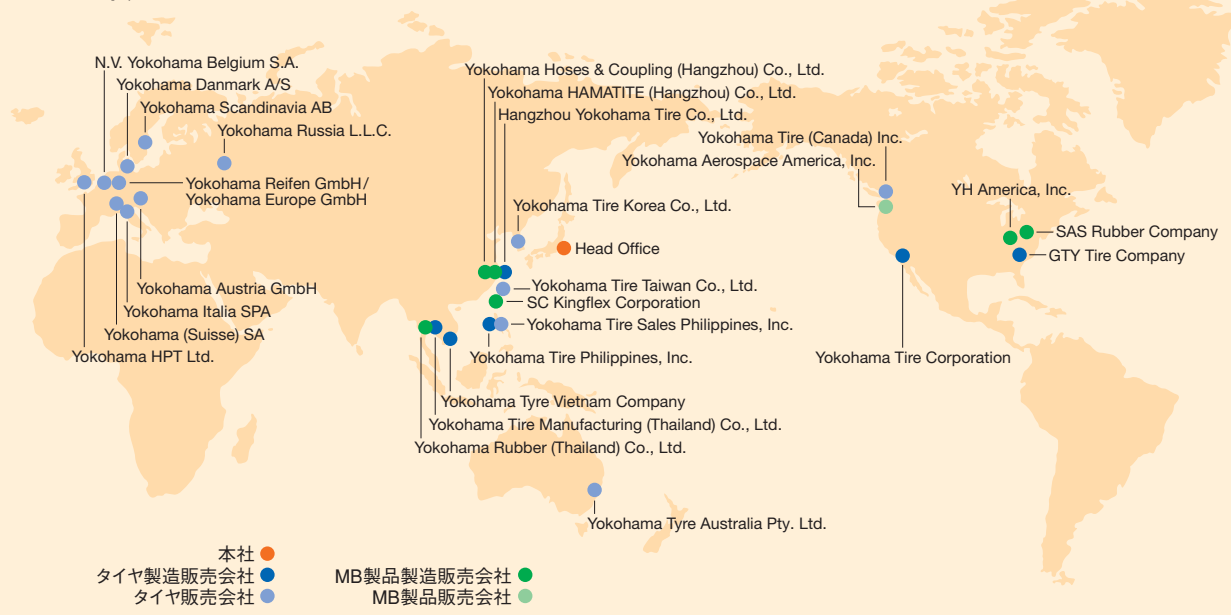 N.V. Yokohama Belgium S.A.
Yokohama Danmark A/S
Yokohama Scandinavia AB
Yokohama Russia L.L.C.
Yokohama Reifen GmbH/
Yokohama Europe GmbH
Yokohama Austria GmbH
Yokohama Italia SPA
Yokohama (Suisse) SA
Yokohama HPT Ltd.
Yokohama Hoses & Coupling (Hangzhou) Co., Ltd.
Yokohama HAMATITE (Hangzhou) Co., Ltd.
Hangzhou Yokohama Tire Co., Ltd.
Yokohama Tire Korea Co., Ltd.
Head Office
Yokohama Tire Taiwan Co., Ltd.
SC Kingflex Corporation
Yokohama Tire Sales Philippines, Inc.
Yokohama Tire Philippines, Inc.
Yokohama Tyre Vietnam Company
Yokohama Tire Manufacturing (Thailand) Co., Ltd.
Yokohama Rubber (Thailand) Co., Ltd.
Yokohama Tyre Australia Pty. Ltd.
Yokohama Tire (Canada) Inc.
Yokohama Aerospace America, Inc.
YH America, Inc.
SAS Rubber Company
GTY Tire Company
Yokohama Tire Corporation
本社
タイヤ製造販売会社
タイヤ販売会社
MB製品製造販売会社
MB製品販売会社